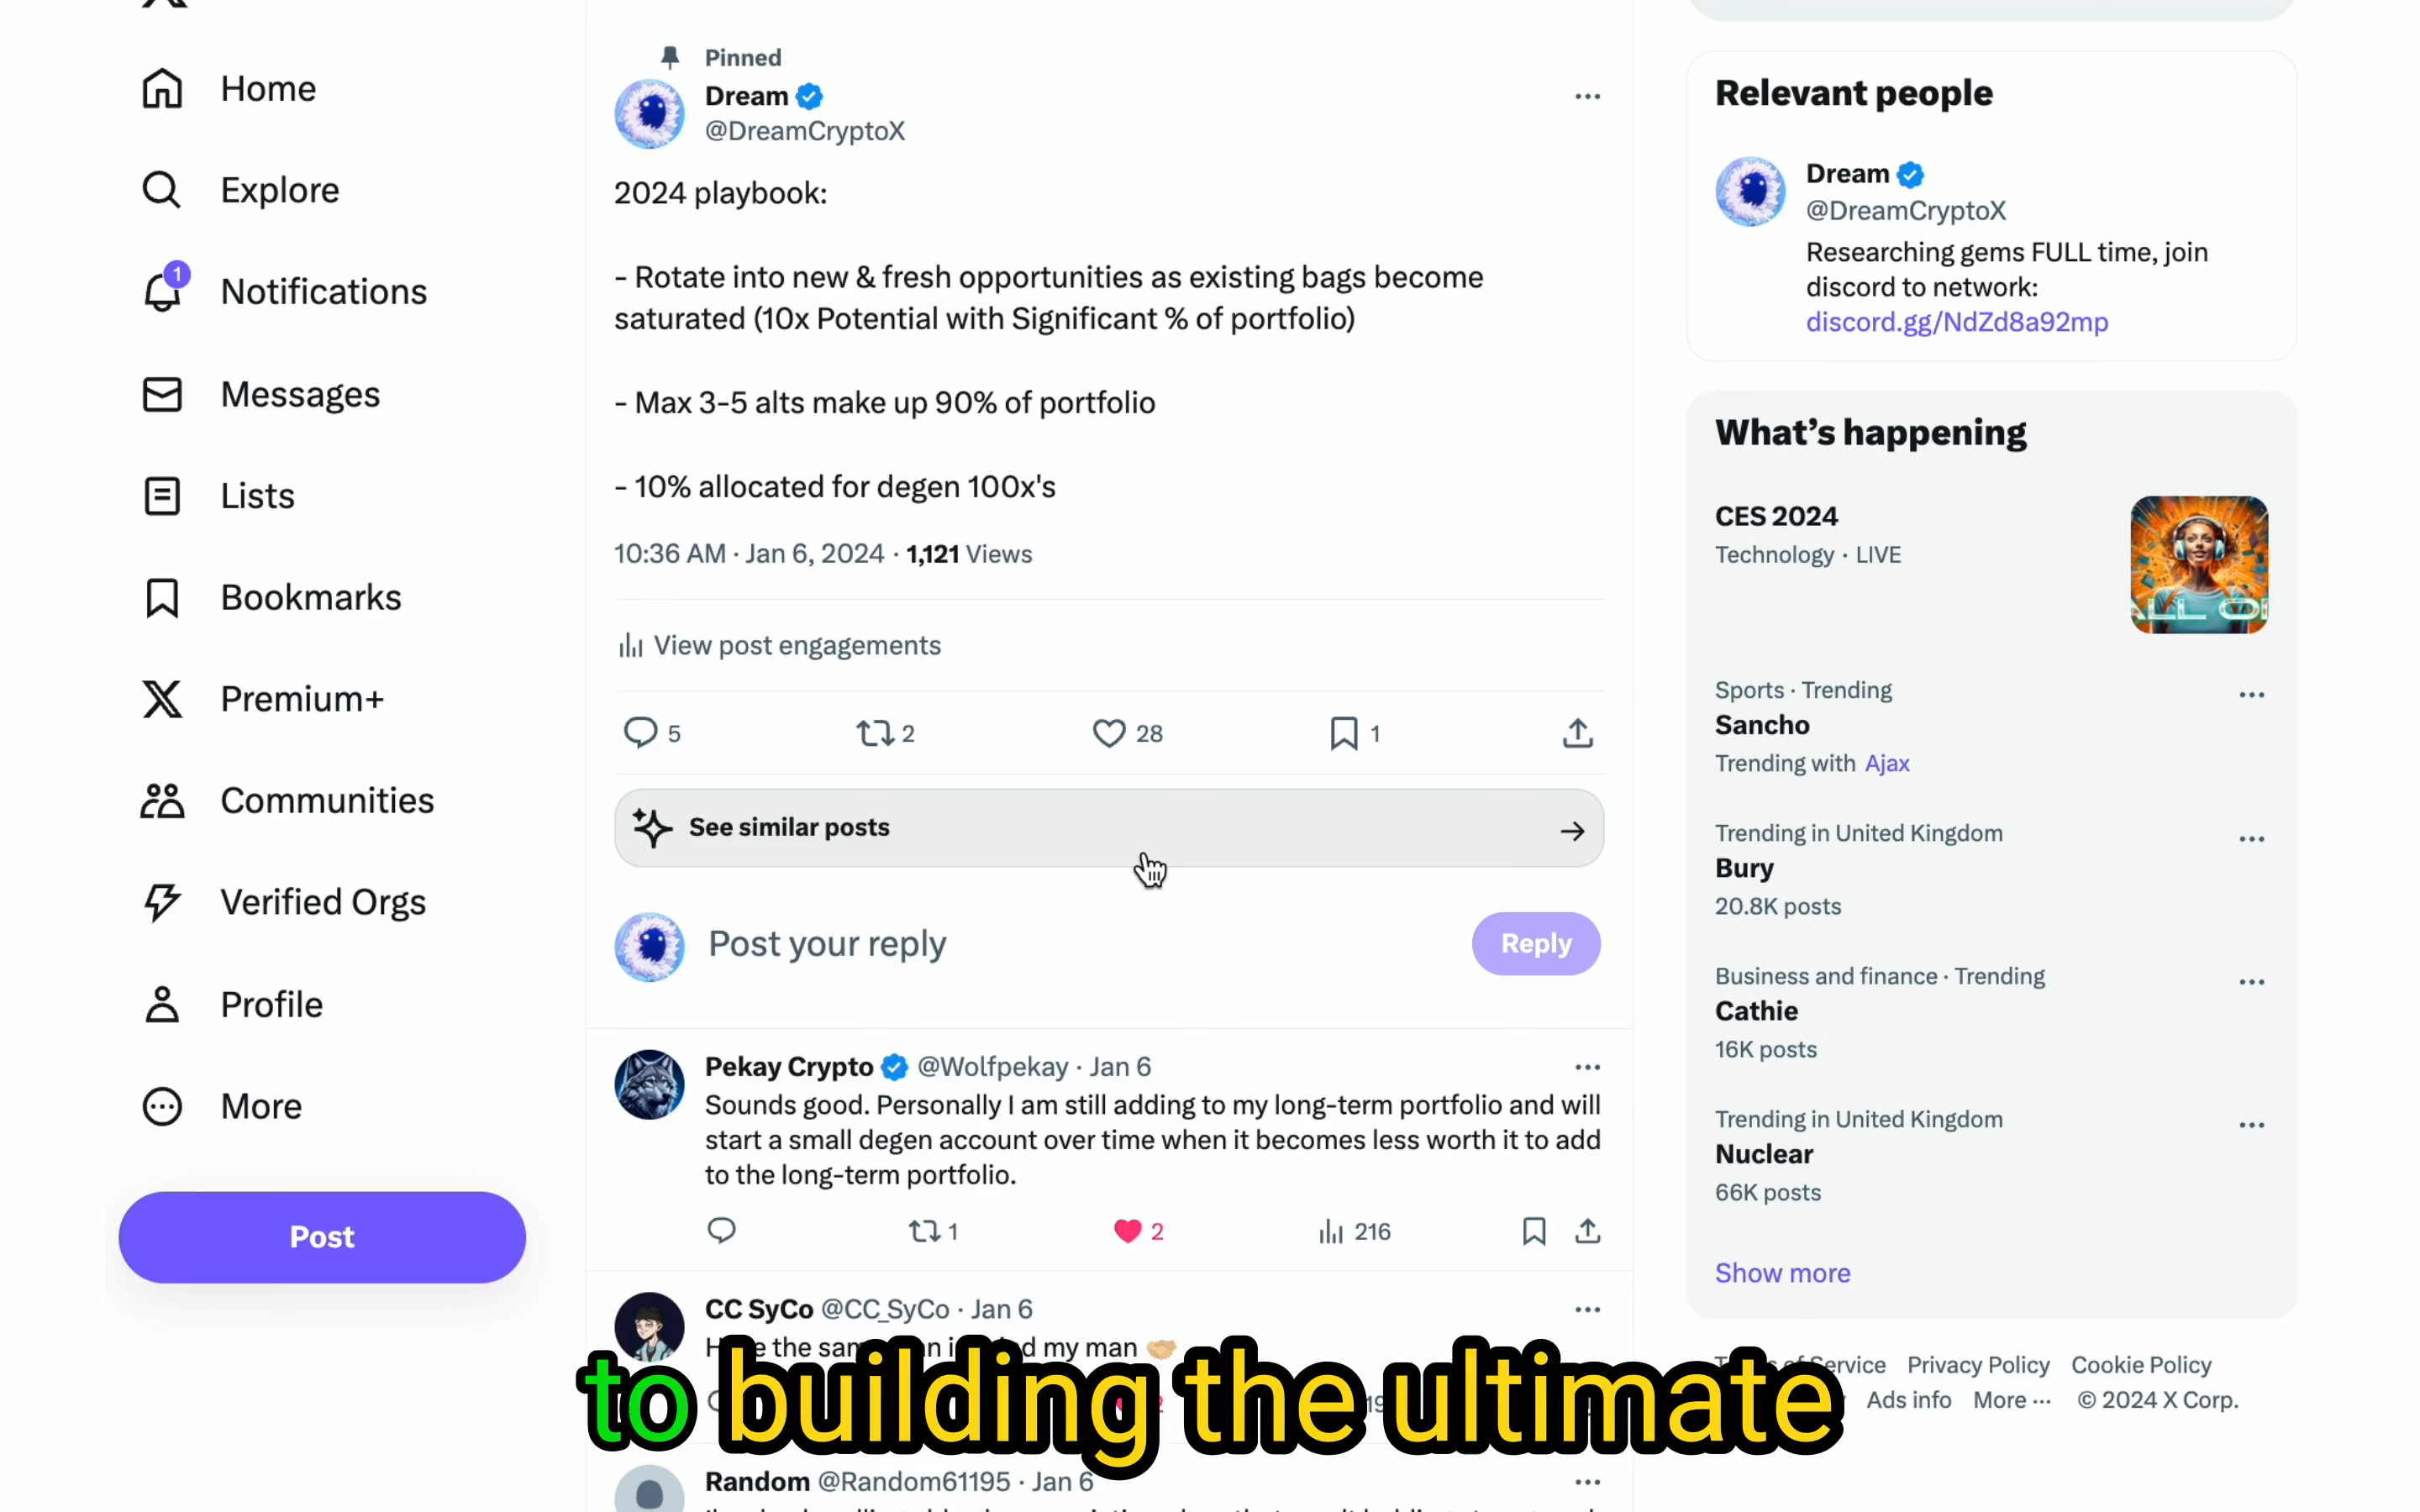 Home
Explore
1
Notifications
Messages
Lists
Bookmarks
Premium+
Communities
Verified Orgs
Profile
More
Post
Pinned
Dream
@DreamCryptoX
2024 playbook:
- Rotate into new & fresh opportunities as existing bags become
saturated (10x Potential with Significant % of portfolio)
- Max 3-5 alts make up 90% of portfolio
- 10% allocated for degen 100x's
10:36 AM · Jan 6, 2024 · 1,121 Views
View post engagements
5 2 28 1
See similar posts
Post your reply
Reply
Pekay Crypto @Wolfpekay · Jan 6
Sounds good. Personally I am still adding to my long-term portfolio and will
start a small degen account over time when it becomes less worth it to add
to the long-term portfolio.
1 2 216
CC SyCo @CC_SyCo · Jan 6
the my man
to building the ultimate
Random @Random61195 · Jan 6
Relevant people
Dream
@DreamCryptoX
Researching gems FULL time, join
discord to network:
discord.gg/NdZd8a92mp
What's happening
CES 2024
Technology · LIVE
Sports · Trending
Sancho
Trending with Ajax
Trending in United Kingdom
Bury
20.8K posts
Business and finance · Trending
Cathie
16K posts
Trending in United Kingdom
Nuclear
66K posts
Show more
Privacy Policy Cookie Policy
Ads info More ··· © 2024 X Corp.